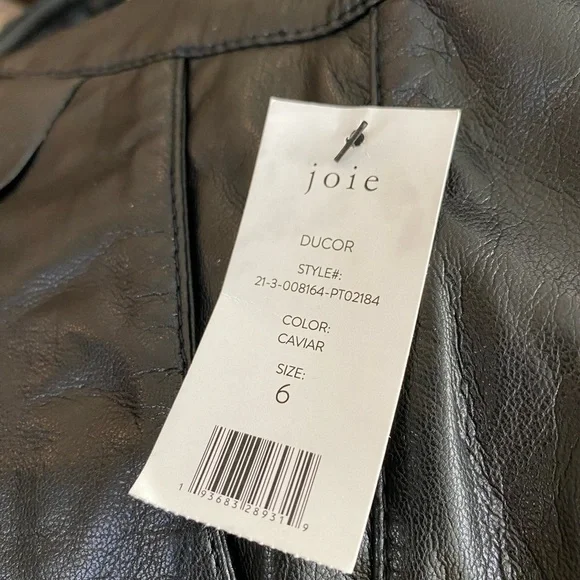 joie
DUCOR
STYLE#:
21-3-008164-PT02184
COLOR:
CAVIAR
SIZE:
6
1 93683 28931 9